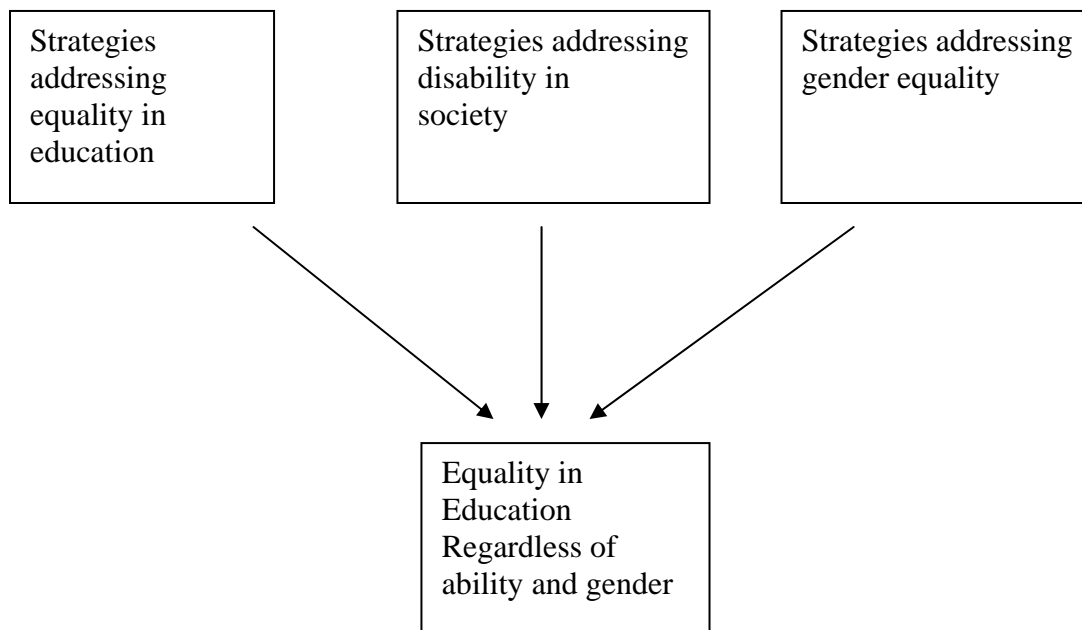 Strategies
addressing
equality in
education
Strategies addressing
disability in
society
Strategies addressing
gender equality
Equality in
Education
Regardless of
ability and gender